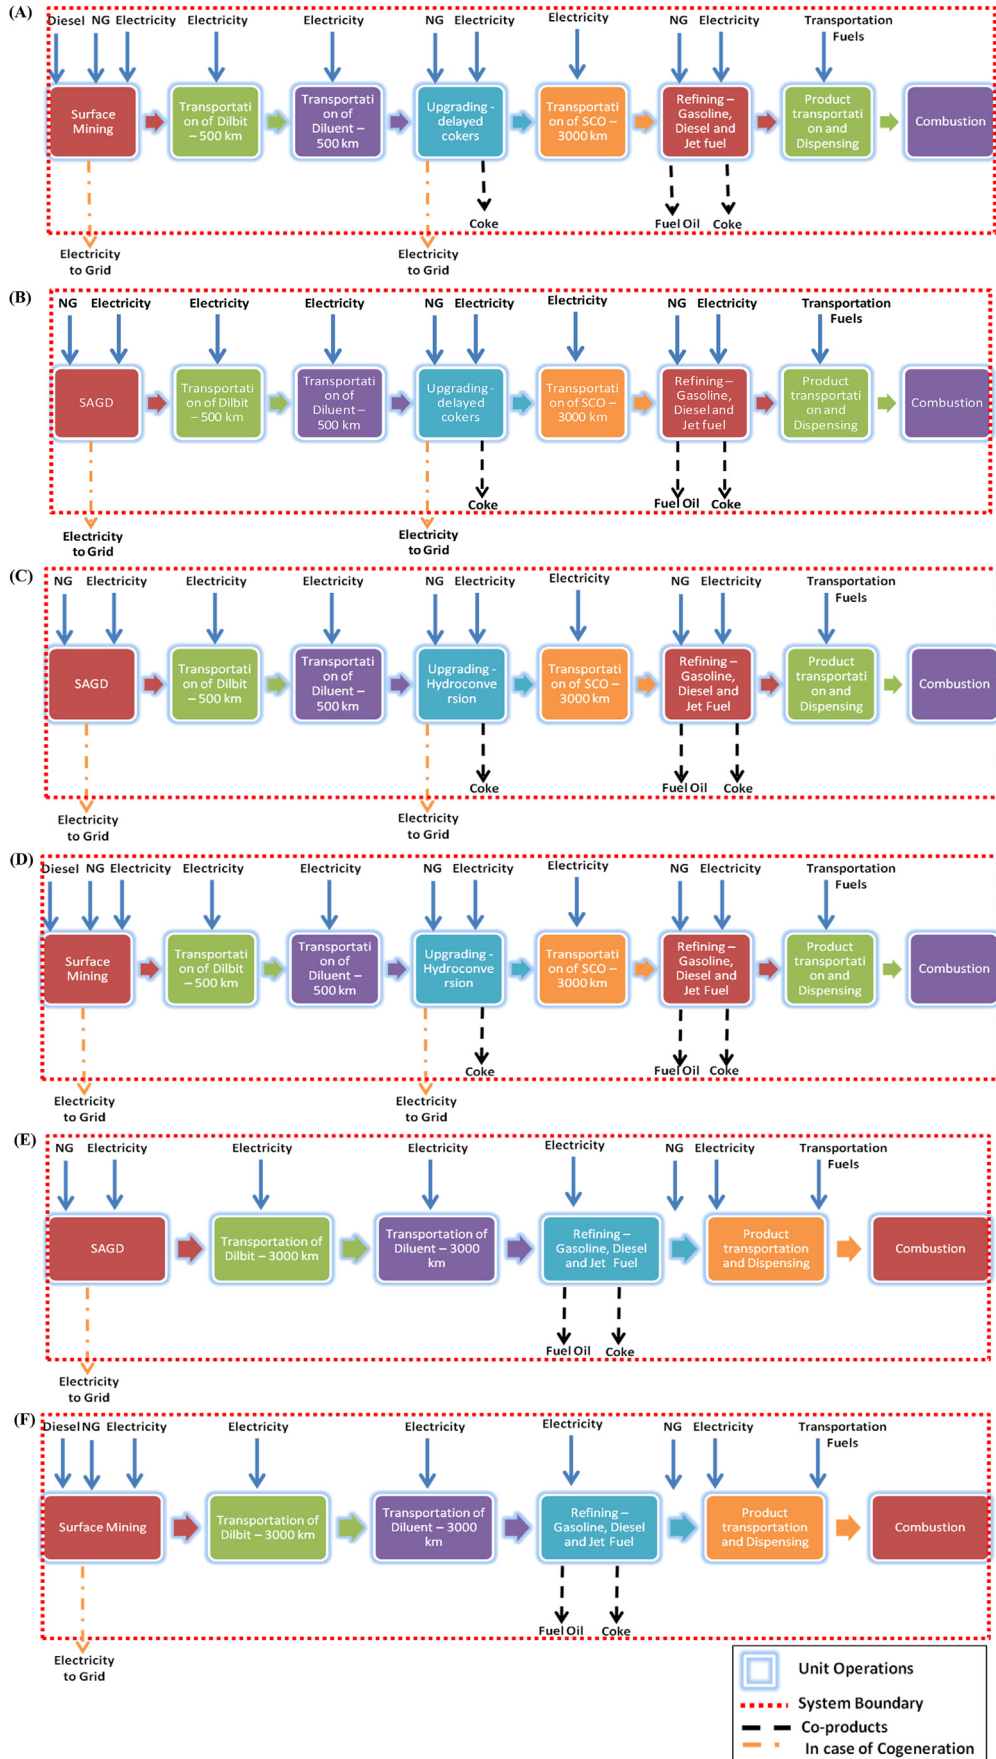 (A)
Diesel NG Electricity
Electricity
Electricity
NG Electricity
Electricity
NG Electricity
Transportation
Fuels
Surface
Mining
Transportati
on of Dilbit
– 500 km
Transportati
on of
Diluent –
500 km
Upgrading -
delayed
cokers
Transportati
on of SCO –
3000 km
Refining –
Gasoline,
Diesel and
Jet fuel
Product
transportati
on and
Dispensing
Combustion
Coke
Fuel Oil
Coke
Electricity
to Grid
Electricity
to Grid
(B)
NG Electricity
Electricity
Electricity
NG Electricity
Electricity
NG Electricity
Transportation
Fuels
SAGD
Transportati
on of Dilbit
– 500 km
Transportati
on of
Diluent –
500 km
Upgrading -
delayed
cokers
Transportati
on of SCO –
3000 km
Refining –
Gasoline,
Diesel and
Jet fuel
Product
transportati
on and
Dispensing
Combustion
Coke
Fuel Oil
Coke
Electricity
to Grid
Electricity
to Grid
(C)
NG Electricity
Electricity
Electricity
NG Electricity
Electricity
NG Electricity
Transportation
Fuels
SAGD
Transportati
on of Dilbit
– 500 km
Transportati
on of
Diluent –
500 km
Upgrading -
Hydroconve
rsion
Transportati
on of SCO –
3000 km
Refining –
Gasoline,
Diesel and
Jet Fuel
Product
transportati
on and
Dispensing
Combustion
Coke
Fuel Oil
Coke
Electricity
to Grid
Electricity
to Grid
(D)
Diesel NG Electricity
Electricity
Electricity
NG Electricity
Electricity
NG Electricity
Transportation
Fuels
Surface
Mining
Transportati
on of Dilbit
– 500 km
Transportati
on of
Diluent –
500 km
Upgrading -
Hydroconve
rsion
Transportati
on of SCO –
3000 km
Refining –
Gasoline,
Diesel and
Jet Fuel
Product
transportati
on and
Dispensing
Combustion
Coke
Fuel Oil
Coke
Electricity
to Grid
Electricity
to Grid
(E)
NG Electricity
Electricity
Electricity
Electricity
NG Electricity
Transportation
Fuels
SAGD
Transportation of
Dilbit – 3000 km
Transportation of
Diluent – 3000
km
Refining –
Gasoline, Diesel
and Jet Fuel
Product
transportation
and Dispensing
Combustion
Fuel Oil
Coke
Electricity
to Grid
(F)
Diesel NG Electricity
Electricity
Electricity
Electricity
NG Electricity
Transportation
Fuels
Surface Mining
Transportation of
Dilbit – 3000 km
Transportation of
Diluent – 3000
km
Refining –
Gasoline, Diesel
and Jet Fuel
Product
transportation
and Dispensing
Combustion
Fuel Oil
Coke
Electricity
to Grid
Unit Operations
System Boundary
Co-products
In case of Cogeneration